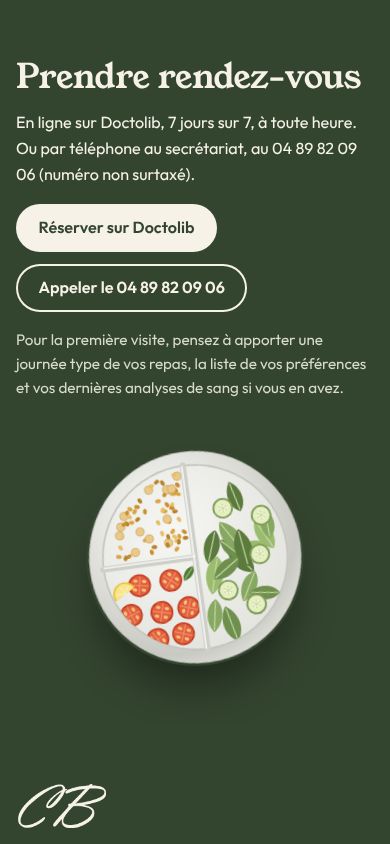 Prendre rendez-vous
En ligne sur Doctolib, 7 jours sur 7, à toute heure.
Ou par téléphone au secrétariat, au 04 89 82 09
06 (numéro non surtaxé).
Réserver sur Doctolib
Appeler le 04 89 82 09 06
Pour la première visite, pensez à apporter une
journée type de vos repas, la liste de vos préférences
et vos dernières analyses de sang si vous en avez.
CB